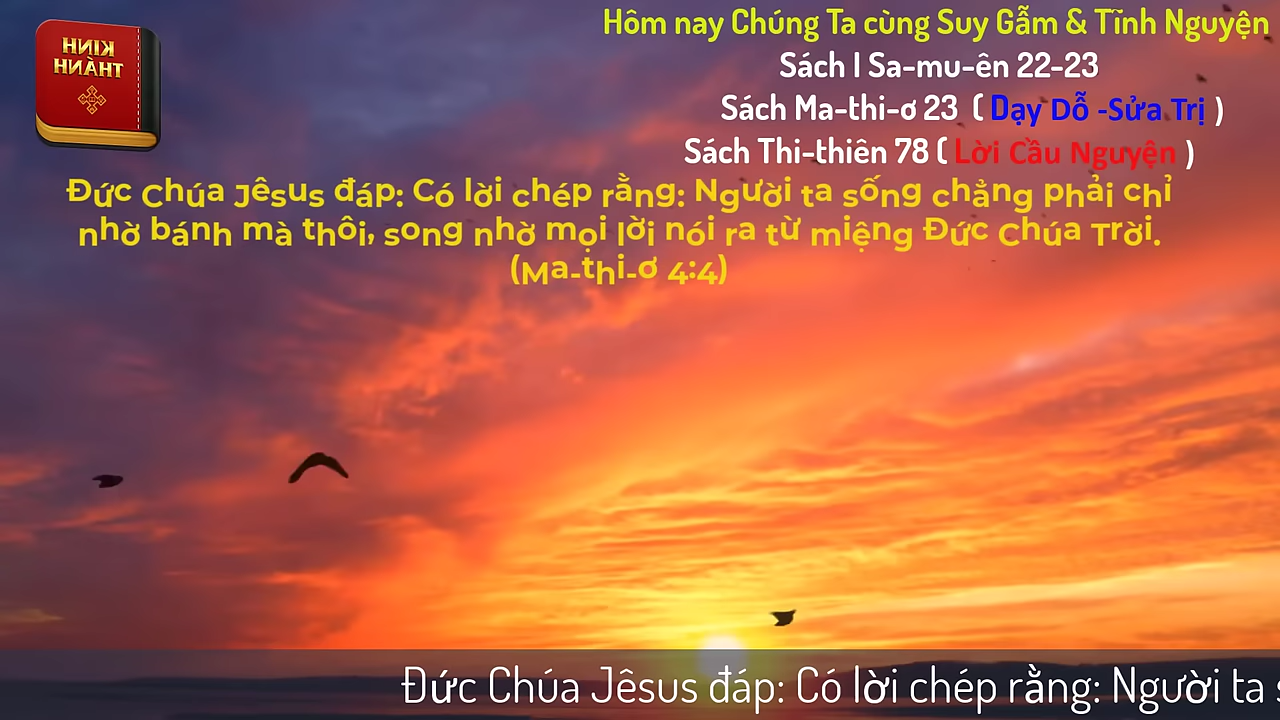 KINH
THÀNH
Hôm nay Chúng Ta cùng Suy Gẫm & Tĩnh Nguyện
Sách I Sa-mu-ên 22-23
Sách Ma-thi-ơ 23 ( Dạy Dỗ -Sửa Trị )
Sách Thi-thiên 78 ( Lời Cầu Nguyện )
Đức Chúa Jêsus đáp: Có lời chép rằng: Người ta sống chẳng phải chỉ
nhờ bánh mà thôi, song nhờ mọi lời nói ra từ miệng Đức Chúa Trời.
(Ma-thi-ơ 4:4)
Đức Chúa Jêsus đáp: Có lời chép rằng: Người ta